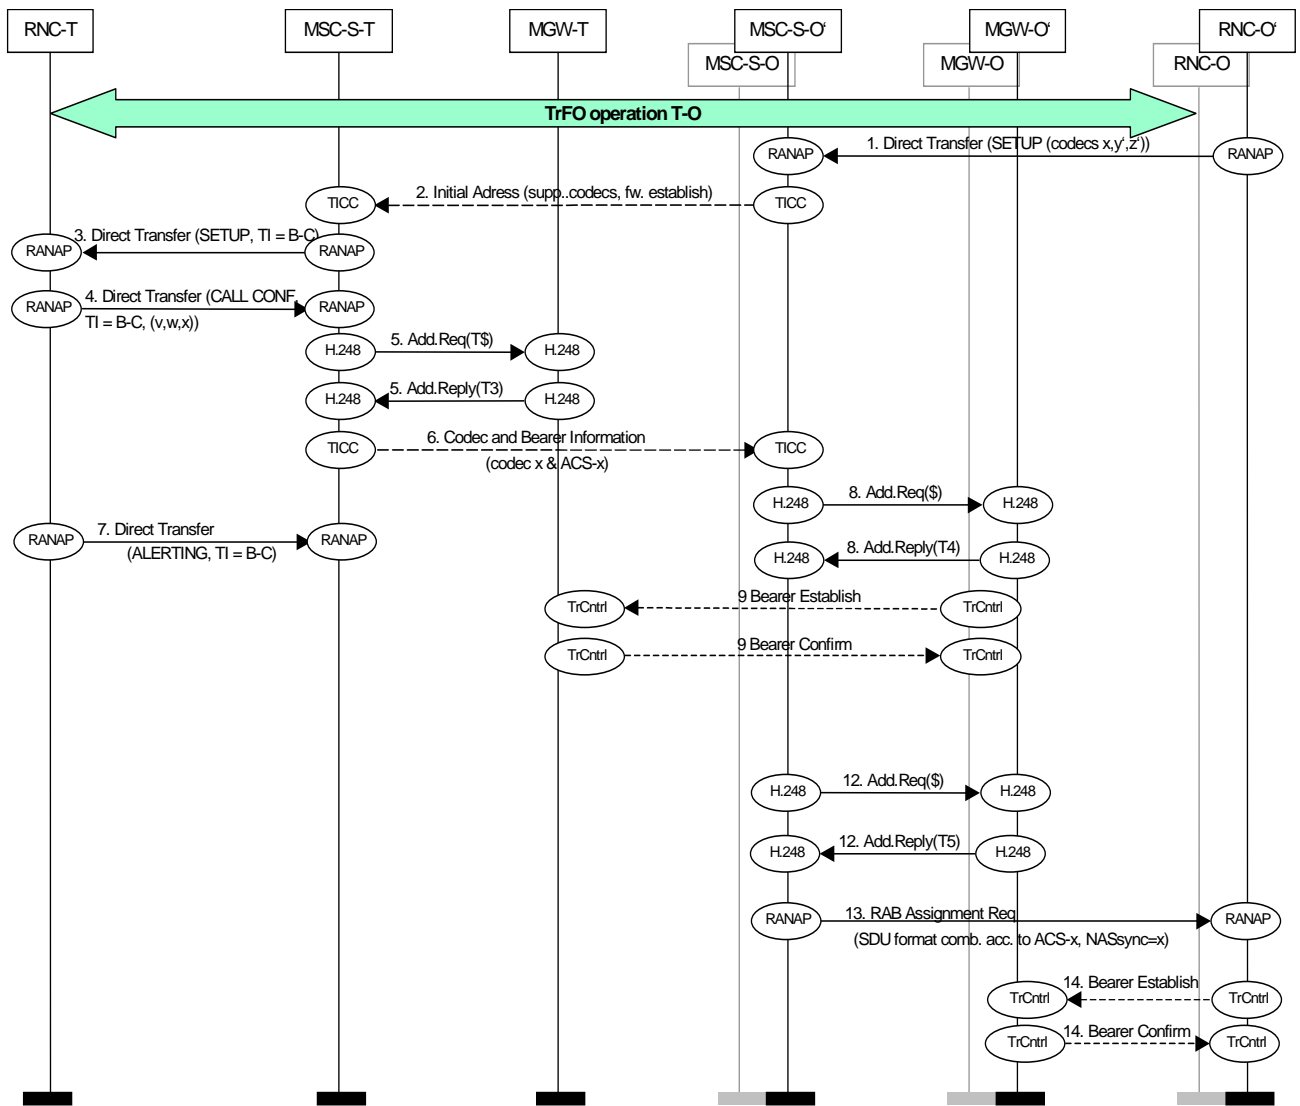 RNC-T
MSC-S-T
MGW-T
MSC-S-O‘
MGW-O‘
RNC-O‘
MSC-S-O
MGW-O
RNC-O
TrFO operation T-O
RANAP
1. Direct Transfer (SETUP (codecs x,y‘,z‘))
RANAP
TICC
2. Initial Adress (supp..codecs, fw. establish)
TICC
RANAP
3. Direct Transfer (SETUP, TI = B-C)
RANAP
RANAP
4. Direct Transfer (CALL CONF,
TI = B-C, (v,w,x))
RANAP
H.248
5. Add.Req(T$)
H.248
H.248
5. Add.Reply(T3)
H.248
TICC
6. Codec and Bearer Information
(codec x & ACS-x)
TICC
H.248
8. Add.Req($)
H.248
RANAP
7. Direct Transfer
(ALERTING, TI = B-C)
RANAP
H.248
8. Add.Reply(T4)
H.248
TrCntrl
9 Bearer Establish
TrCntrl
TrCntrl
9 Bearer Confirm
TrCntrl
H.248
12. Add.Req($)
H.248
H.248
12. Add.Reply(T5)
H.248
RANAP
13. RAB Assignment Req
(SDU format comb. acc. to ACS-x, NASsync=x)
RANAP
TrCntrl
14. Bearer Establish
TrCntrl
TrCntrl
14. Bearer Confirm
TrCntrl